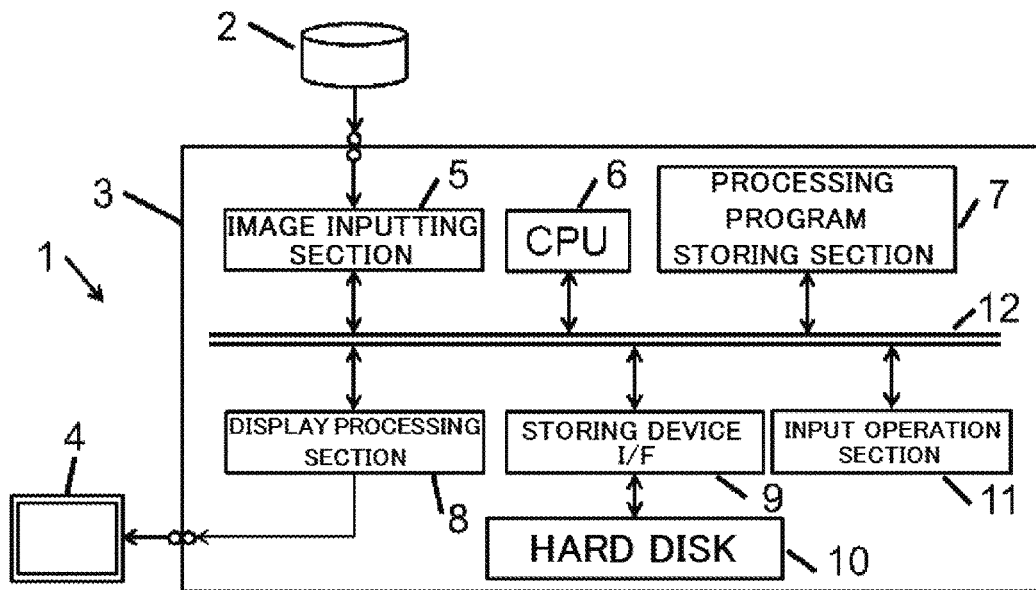 2
3
1
5
IMAGE INPUTTING
SECTION
6
CPU
PROCESSING
PROGRAM
STORING SECTION
7
12
DISPLAY PROCESSING
SECTION
8
STORING DEVICE
I/F
9
INPUT OPERATION
SECTION
11
4
HARD DISK
10